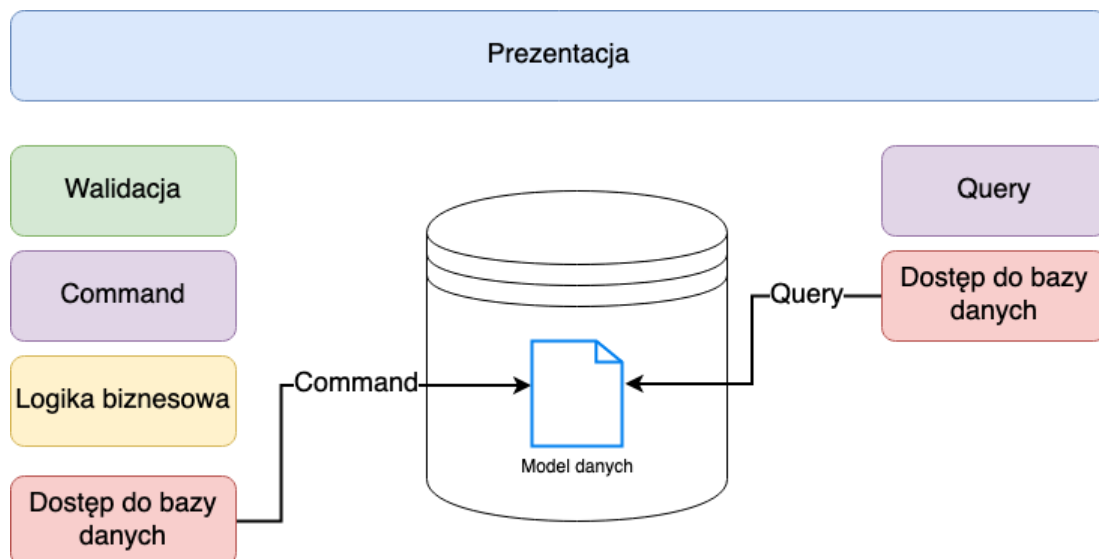 Prezentacja
Walidacja
Command
Logika biznesowa
Dostęp do bazy
danych
Command
Model danych
Query
Query
Dostęp do bazy
danych